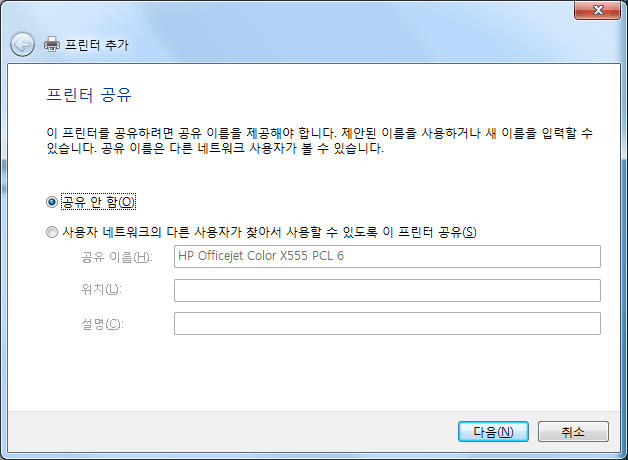 프린터 추가
프린터 공유
이 프린터를 공유하려면 공유 이름을 제공해야 합니다. 제안된 이름을 사용하거나 새 이름을 입력할 수
있습니다. 공유 이름은 다른 네트워크 사용자가 볼 수 있습니다.
공유 안 함(O)
사용자 네트워크의 다른 사용자가 찾아서 사용할 수 있도록 이 프린터 공유(S)
공유 이름(H): HP Officejet Color X555 PCL 6
위치(L):
설명(C):
다음(N) 취소